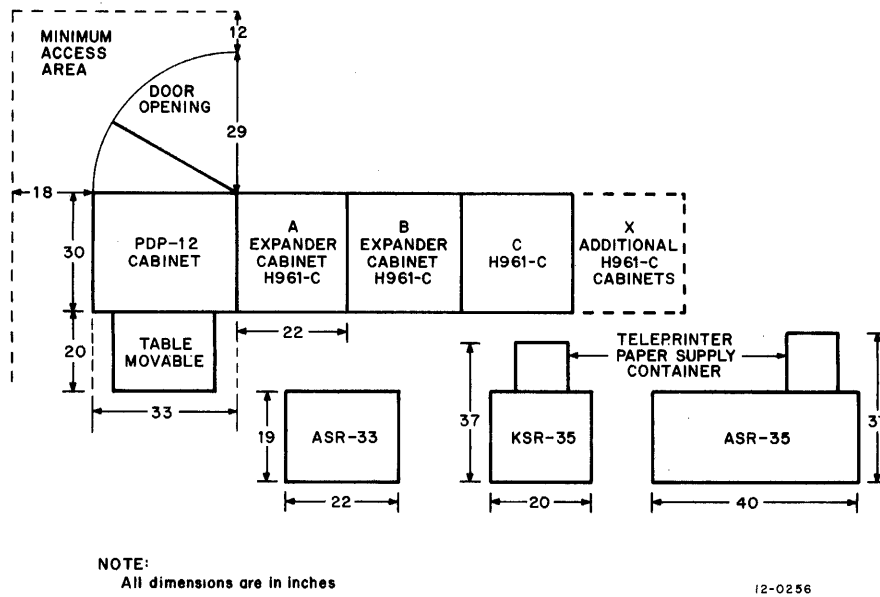 MINIMUM
ACCESS
AREA
12
DOOR
OPENING
29
18
30
PDP-12
CABINET
A
EXPANDER
CABINET
H961-C
B
EXPANDER
CABINET
H961-C
C
H961-C
X
ADDITIONAL
H961-C
CABINETS
20
TABLE
MOVABLE
22
33
TELEPRINTER
PAPER SUPPLY
CONTAINER
19
ASR-33
22
37
KSR-35
20
ASR-35
40
NOTE:
All dimensions are in inches
12-0256